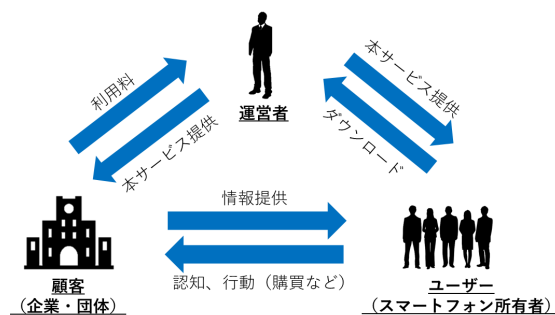 運営者
利用料
本サービス提供
本サービス提供
ダウンロード
情報提供
認知、行動（購買など）
顧客
（企業・団体）
ユーザー
（スマートフォン所有者）